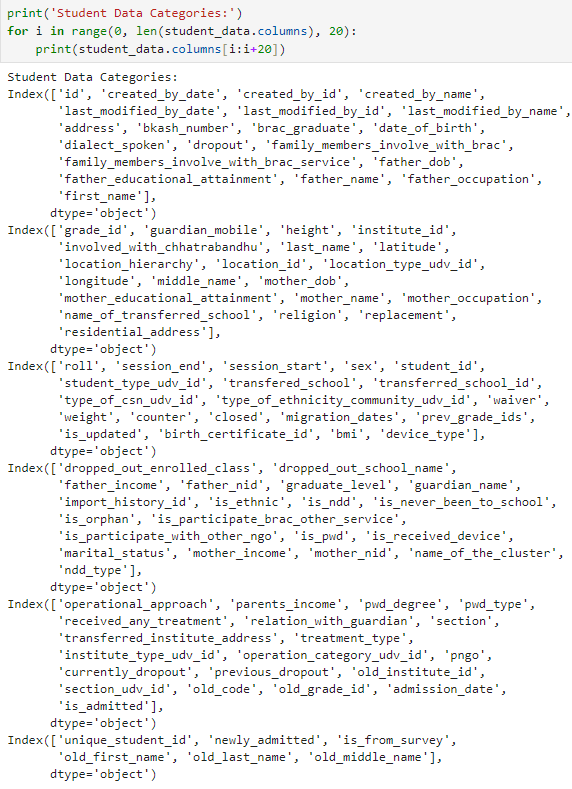 print('Student Data Categories:')
for i in range(0, len(student_data.columns), 20):
    print(student_data.columns[i:i+20])
Student Data Categories:
Index(['id', 'created_by_date', 'created_by_id', 'created_by_name',
       'last_modified_by_date', 'last_modified_by_id', 'last_modified_by_name',
       'address', 'bkash_number', 'brac_graduate', 'date_of_birth',
       'dialect_spoken', 'dropout', 'family_members_involve_with_brac',
       'family_members_involve_with_brac_service', 'father_dob',
       'father_educational_attainment', 'father_name', 'father_occupation',
       'first_name'],
      dtype='object')
Index(['grade_id', 'guardian_mobile', 'height', 'institute_id',
       'involved_with_chhatrabandhu', 'last_name', 'latitude',
       'location_hierarchy', 'location_id', 'location_type_udv_id',
       'longitude', 'middle_name', 'mother_dob',
       'mother_educational_attainment', 'mother_name', 'mother_occupation',
       'name_of_transferred_school', 'religion', 'replacement',
       'residential_address'],
      dtype='object')
Index(['roll', 'session_end', 'session_start', 'sex', 'student_id',
       'student_type_udv_id', 'transfered_school', 'transferred_school_id',
       'type_of_csn_udv_id', 'type_of_ethnicity_community_udv_id', 'waiver',
       'weight', 'counter', 'closed', 'migration_dates', 'prev_grade_ids',
       'is_updated', 'birth_certificate_id', 'bmi', 'device_type'],
      dtype='object')
Index(['dropped_out_enrolled_class', 'dropped_out_school_name',
       'father_income', 'father_nid', 'graduate_level', 'guardian_name',
       'import_history_id', 'is_ethnic', 'is_ndd', 'is_never_been_to_school',
       'is_orphan', 'is_participate_brac_other_service',
       'is_participate_with_other_ngo', 'is_pwd', 'is_received_device',
       'marital_status', 'mother_income', 'mother_nid', 'name_of_the_cluster',
       'ndd_type'],
      dtype='object')
Index(['operational_approach', 'parents_income', 'pwd_degree', 'pwd_type',
       'received_any_treatment', 'relation_with_guardian', 'section',
       'transferred_institute_address', 'treatment_type',
       'institute_type_udv_id', 'operation_category_udv_id', 'pngo',
       'currently_dropout', 'previous_dropout', 'old_institute_id',
       'section_udv_id', 'old_code', 'old_grade_id', 'admission_date',
       'is_admitted'],
      dtype='object')
Index(['unique_student_id', 'newly_admitted', 'is_from_survey',
       'old_first_name', 'old_last_name', 'old_middle_name'],
      dtype='object')